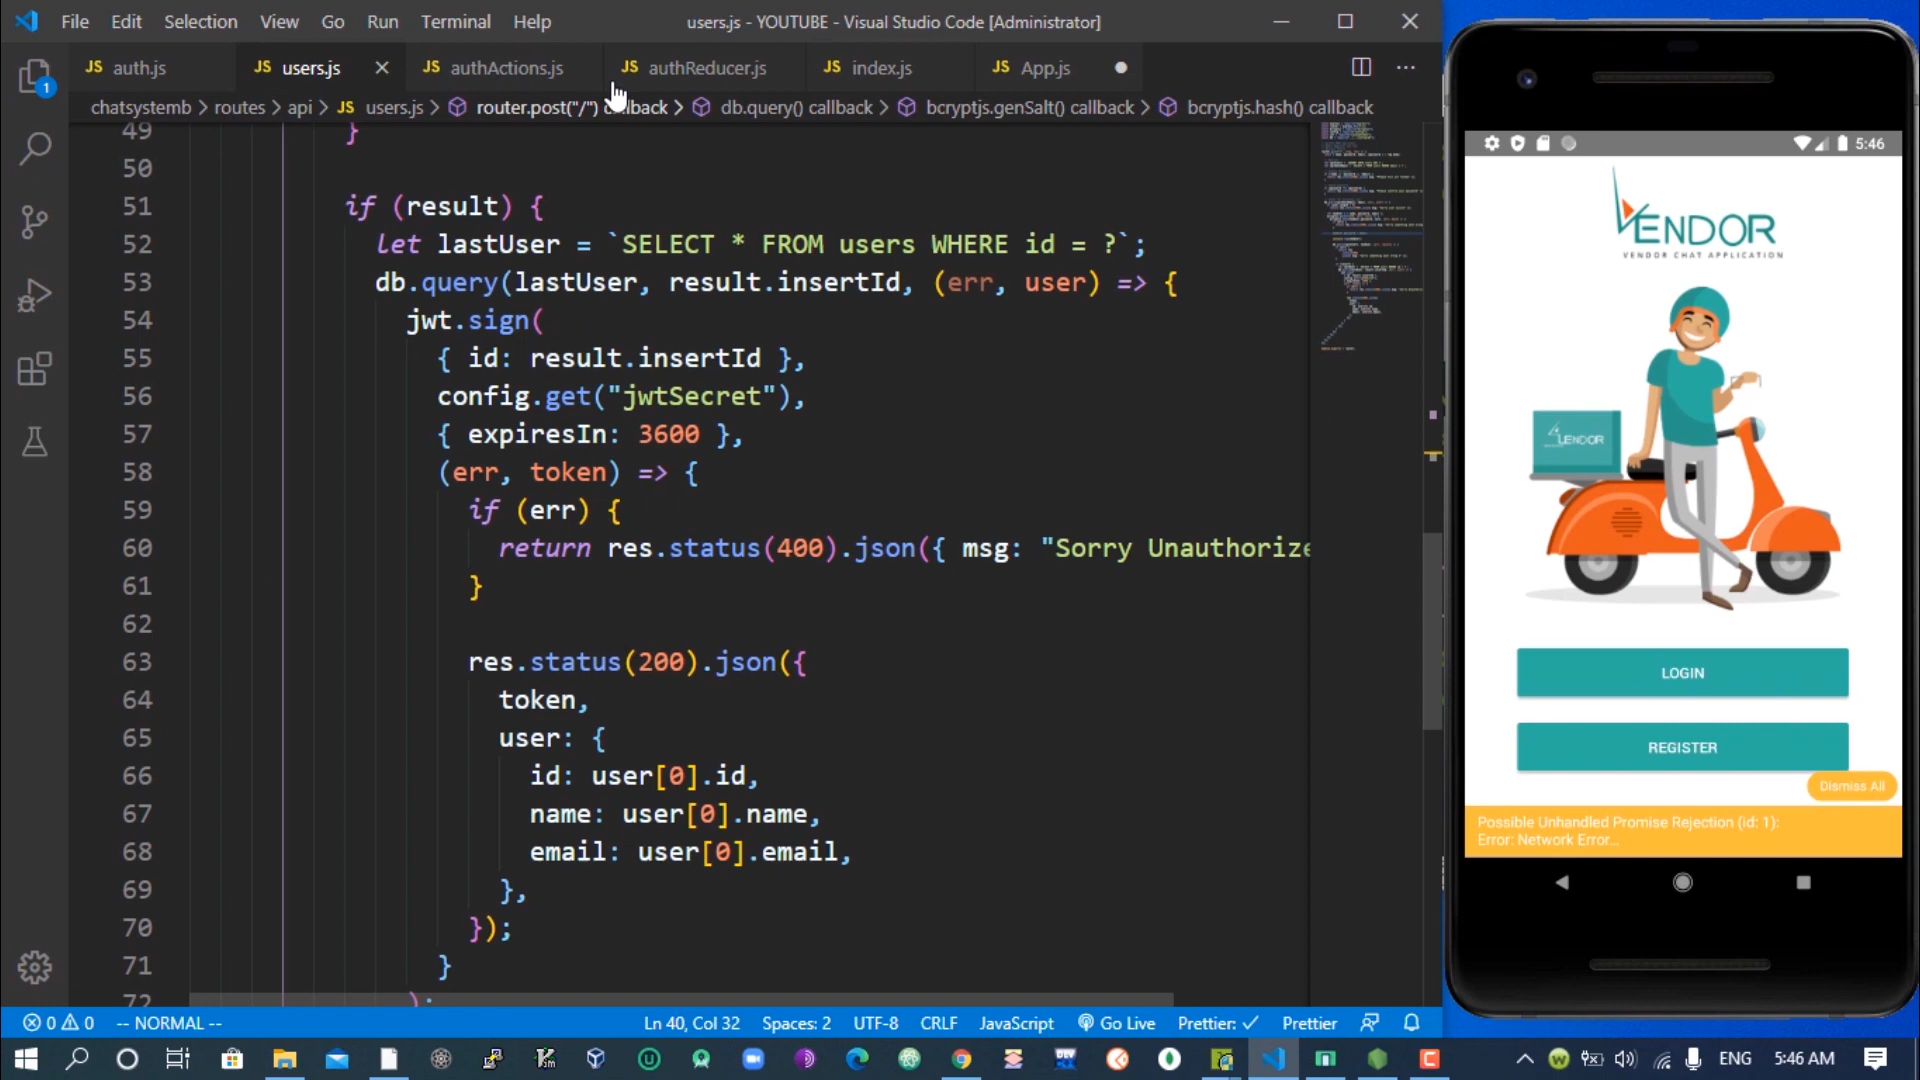 File Edit Selection View Go Run Terminal Help
users.js - YOUTUBE - Visual Studio Code [Administrator]
JS auth.js
JS users.js
JS authActions.js
JS authReducer.js
JS index.js
JS App.js
1
chatsystemb > routes > api > JS users.js > router.post("/") callback > db.query() callback > bcryptjs.genSalt() callback > bcryptjs.hash() callback
49 }
50
51 if (result) {
52 let lastUser = `SELECT * FROM users WHERE id = ?`;
53 db.query(lastUser, result.insertId, (err, user) => {
54 jwt.sign(
55 { id: result.insertId },
56 config.get("jwtSecret"),
57 { expiresIn: 3600 },
58 (err, token) => {
59 if (err) {
60 return res.status(400).json({ msg: "Sorry Unauthorize
61 }
62
63 res.status(200).json({
64 token,
65 user: {
66 id: user[0].id,
67 name: user[0].name,
68 email: user[0].email,
69 },
70 });
71 }
72 );
0 0 -- NORMAL --
Ln 40, Col 32 Spaces: 2 UTF-8 CRLF JavaScript Go Live Prettier: ✓ Prettier
5:46
VENDOR
VENDOR CHAT APPLICATION
VENDOR
LOGIN
REGISTER
Dismiss All
Possible Unhandled Promise Rejection (id: 1):
Error: Network Error...
ENG 5:46 AM